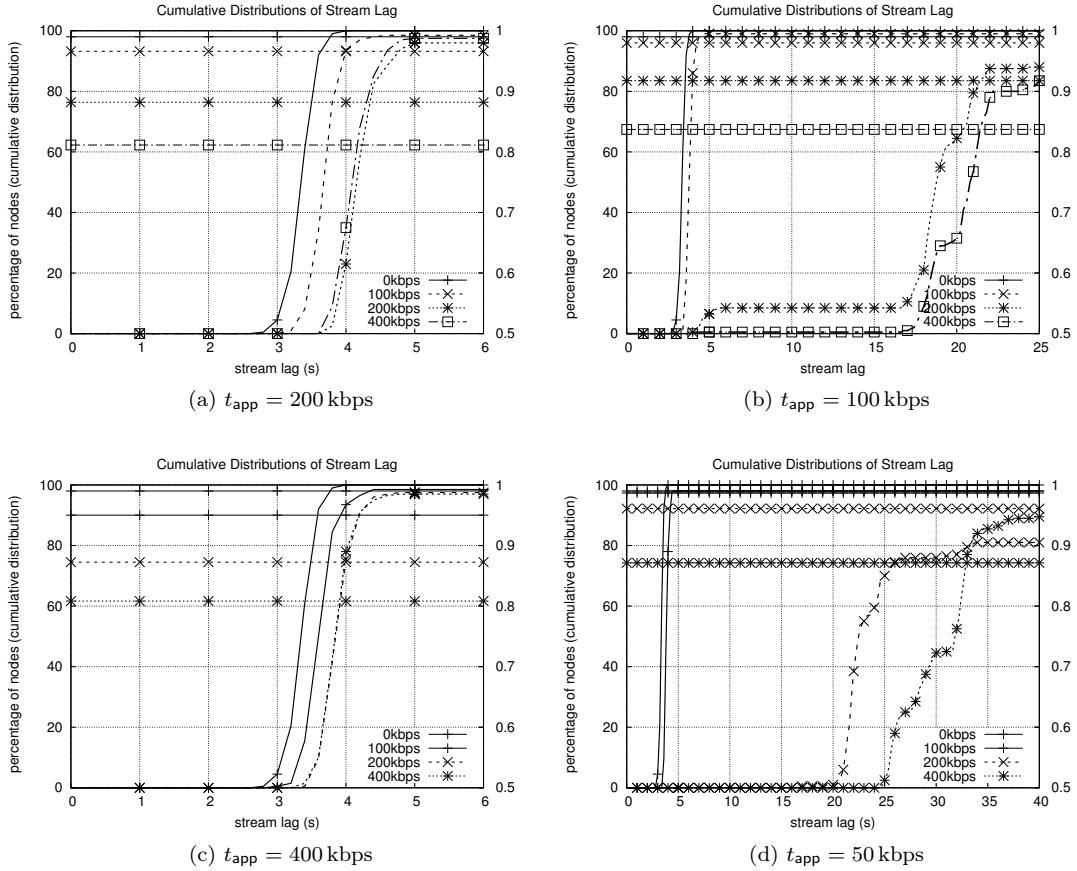 Cumulative Distributions of Stream Lag
percentage of nodes (cumulative distribution)
100
80
60
40
20
0
1
0.9
0.8
0.7
0.6
0.5
0kbps
100kbps
200kbps
400kbps
0 1 2 3 4 5 6
stream lag (s)
(a) t_app = 200 kbps
Cumulative Distributions of Stream Lag
percentage of nodes (cumulative distribution)
100
80
60
40
20
0
1
0.9
0.8
0.7
0.6
0.5
0kbps
100kbps
200kbps
400kbps
0 5 10 15 20 25
stream lag
(b) t_app = 100 kbps
Cumulative Distributions of Stream Lag
percentage of nodes (cumulative distribution)
100
80
60
40
20
0
1
0.9
0.8
0.7
0.6
0.5
0kbps
100kbps
200kbps
400kbps
0 1 2 3 4 5 6
stream lag (s)
(c) t_app = 400 kbps
Cumulative Distributions of Stream Lag
percentage of nodes (cumulative distribution)
100
80
60
40
20
0
1
0.9
0.8
0.7
0.6
0.5
0kbps
100kbps
200kbps
400kbps
0 5 10 15 20 25 30 35 40
stream lag (s)
(d) t_app = 50 kbps